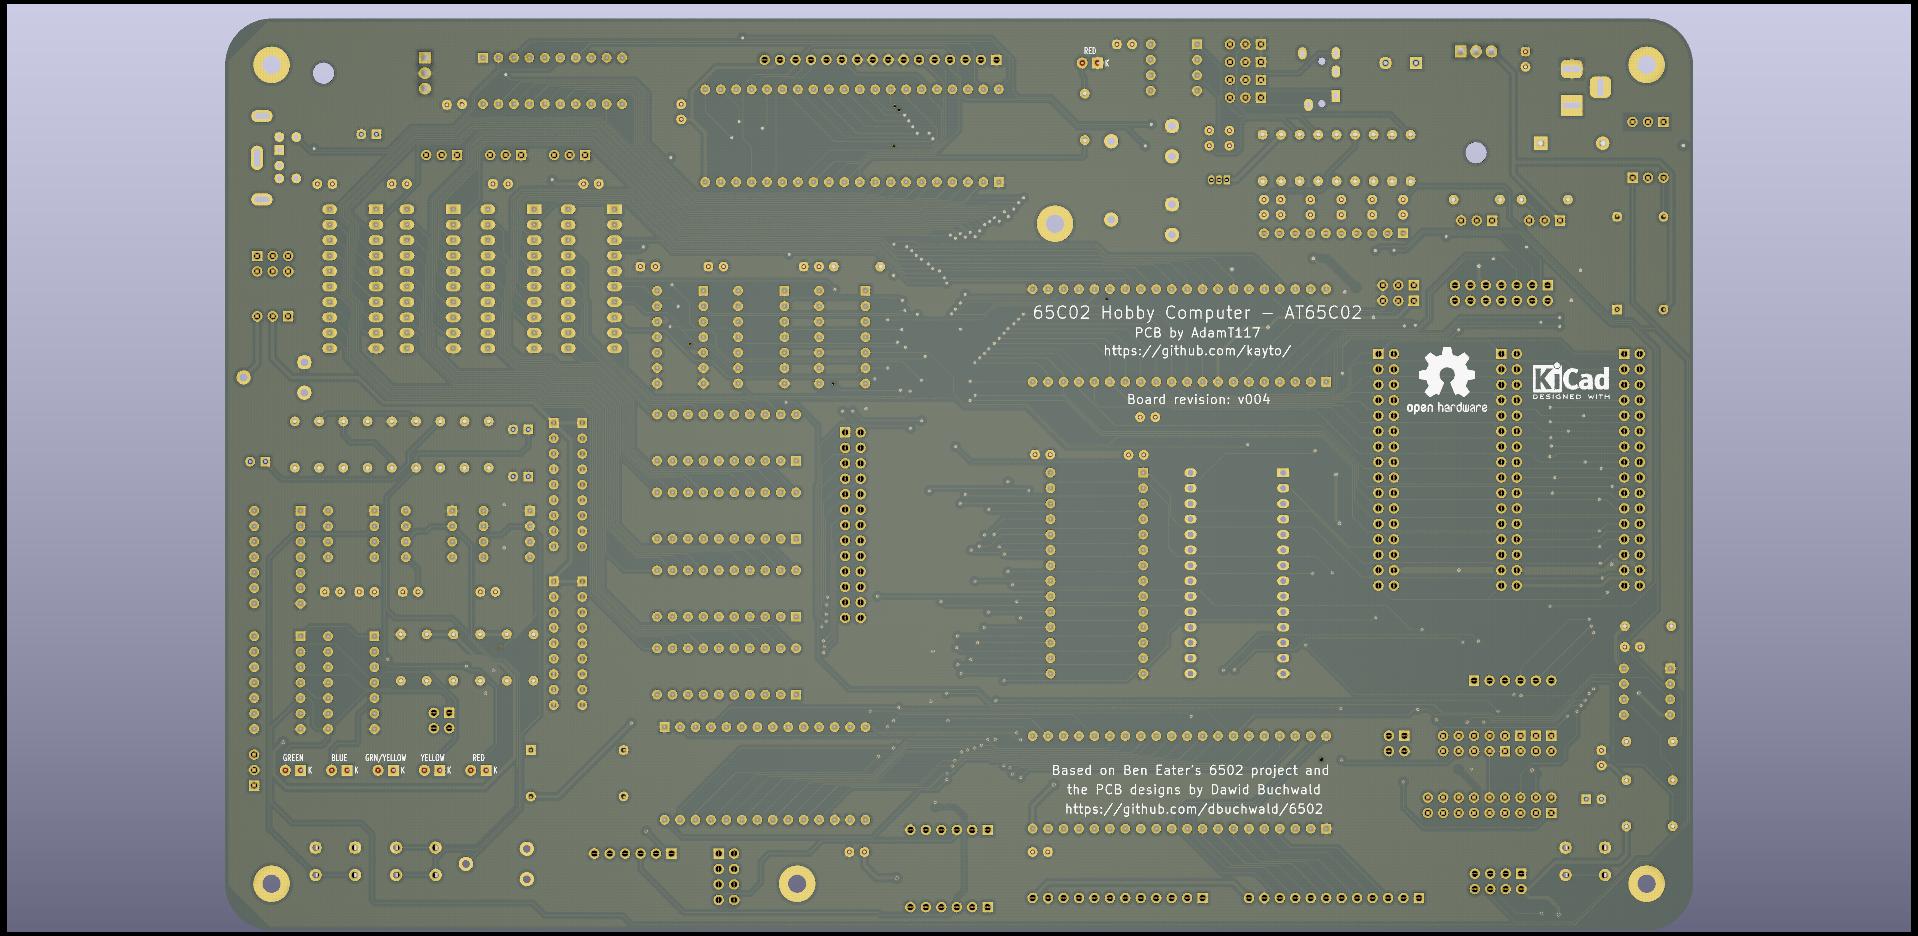 RED
K
65C02 Hobby Computer – AT65C02
PCB by AdamT117
https://github.com/kayto/
Board revision: v004
open hardware
KiCad
DESIGNED WITH
GREEN
BLUE
GRN/YELLOW
YELLOW
RED
K
K
K
K
K
Based on Ben Eater's 6502 project and
the PCB designs by Dawid Buchwald
https://github.com/dbuchwald/6502